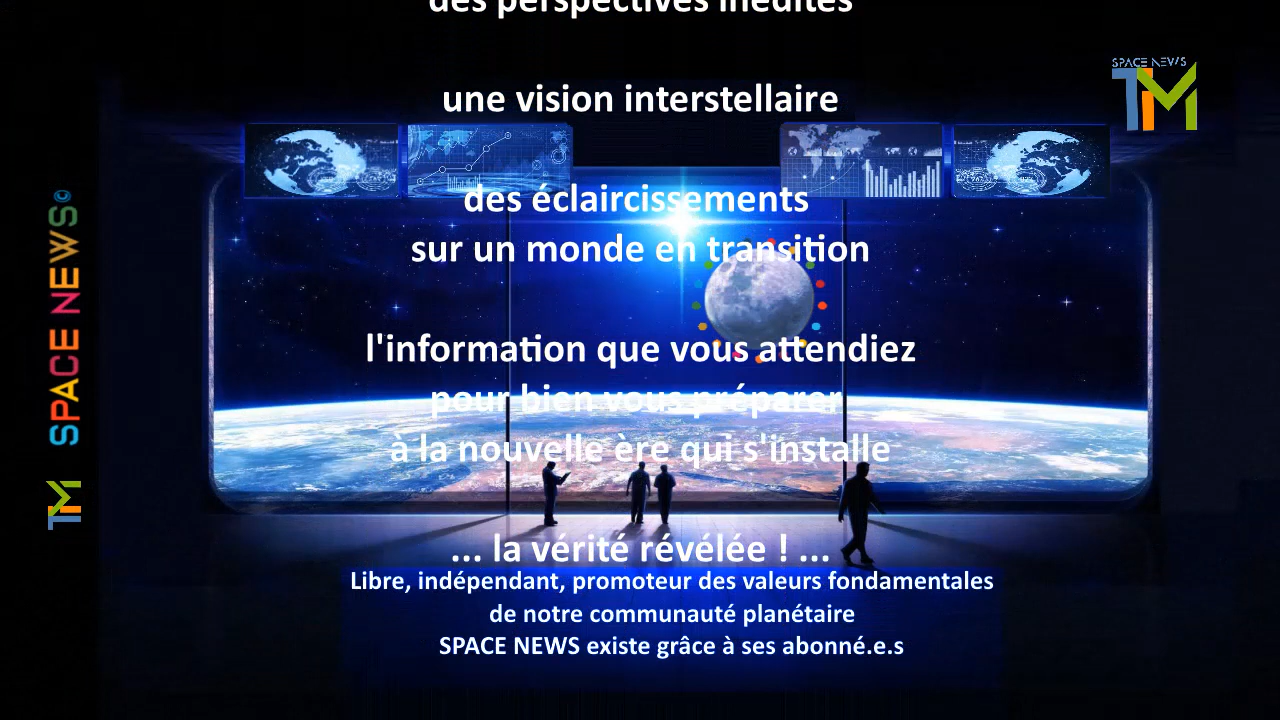 des perspectives inédites
SPACE NEWS
TM
une vision interstellaire
des éclaircissements
sur un monde en transition
l'information que vous attendiez
pour bien vous préparer
à la nouvelle ère qui s'installe
... la vérité révélée ! ...
Libre, indépendant, promoteur des valeurs fondamentales
de notre communauté planétaire
SPACE NEWS existe grâce à ses abonné.e.s
TM SPACE NEWS©